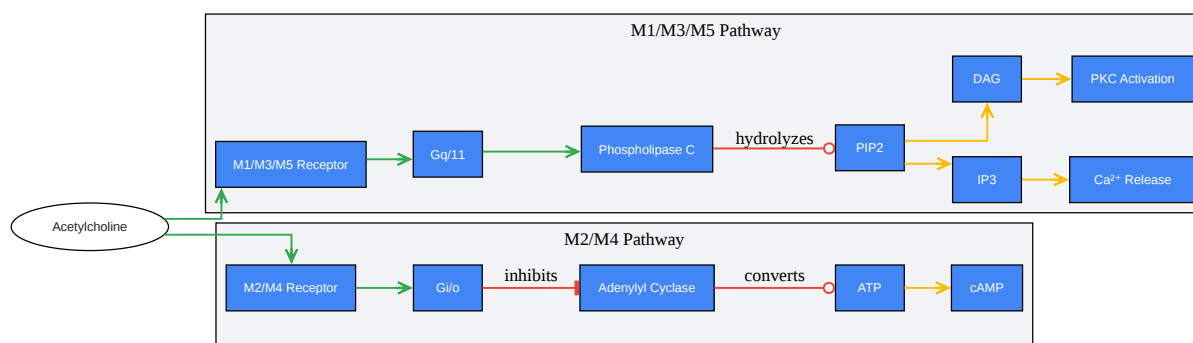 M1/M3/M5 Pathway
DAG
PKC Activation
M1/M3/M5 Receptor
Gq/11
Phospholipase C
hydrolyzes
PIP2
IP3
Ca²⁺ Release
Acetylcholine
M2/M4 Pathway
M2/M4 Receptor
Gi/o
inhibits
Adenylyl Cyclase
converts
ATP
cAMP